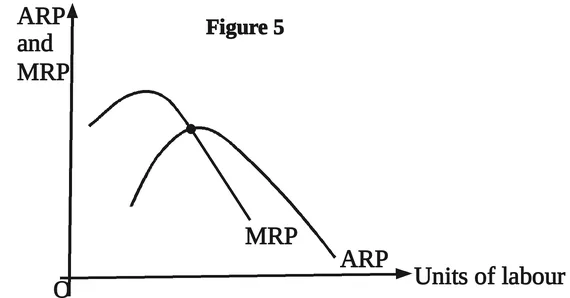 ARP
and
MRP
Figure 5
MRP
ARP
Units of labour
O